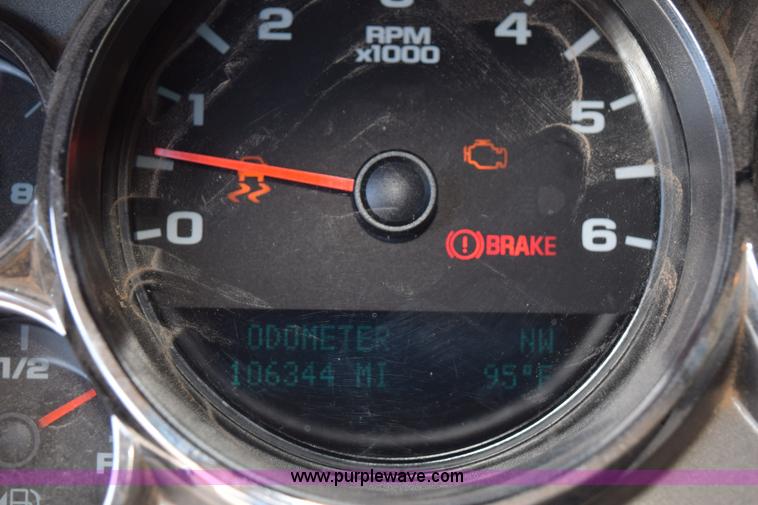 2 3 4
RPM
x1000
1 5
8
0 6
BRAKE
ODOMETER NW
106344 MI 95°F
1/2
F
www.purplewave.com